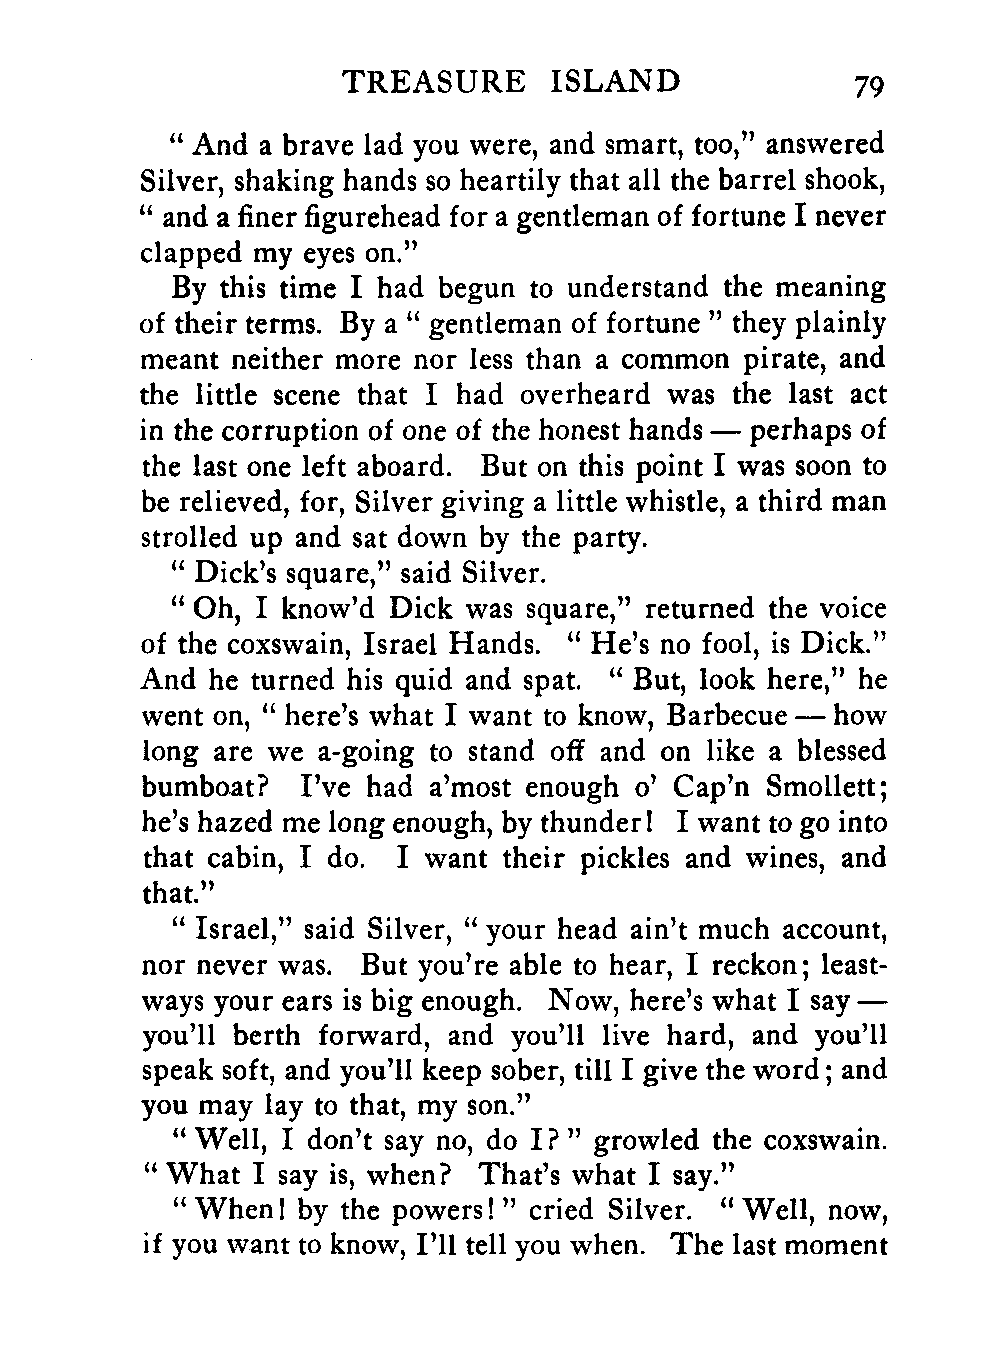 TREASURE ISLAND 79
“ And a brave lad you were, and smart, too,” answered
Silver, shaking hands so heartily that all the barrel shook,
“ and a finer figurehead for a gentleman of fortune I never
clapped my eyes on.”
By this time I had begun to understand the meaning
of their terms. By a “ gentleman of fortune ” they plainly
meant neither more nor less than a common pirate, and
the little scene that I had overheard was the last act
in the corruption of one of the honest hands — perhaps of
the last one left aboard. But on this point I was soon to
be relieved, for, Silver giving a little whistle, a third man
strolled up and sat down by the party.
“ Dick’s square,” said Silver.
“ Oh, I know’d Dick was square,” returned the voice
of the coxswain, Israel Hands. “ He’s no fool, is Dick.”
And he turned his quid and spat. “ But, look here,” he
went on, “ here’s what I want to know, Barbecue — how
long are we a-going to stand off and on like a blessed
bumboat? I’ve had a’most enough o’ Cap’n Smollett;
he’s hazed me long enough, by thunder! I want to go into
that cabin, I do. I want their pickles and wines, and
that.”
“ Israel,” said Silver, “ your head ain’t much account,
nor never was. But you’re able to hear, I reckon; least-
ways your ears is big enough. Now, here’s what I say —
you’ll berth forward, and you’ll live hard, and you’ll
speak soft, and you’ll keep sober, till I give the word; and
you may lay to that, my son.”
“ Well, I don’t say no, do I? ” growled the coxswain.
“ What I say is, when? That’s what I say.”
“ When! by the powers! ” cried Silver. “ Well, now,
if you want to know, I’ll tell you when. The last moment